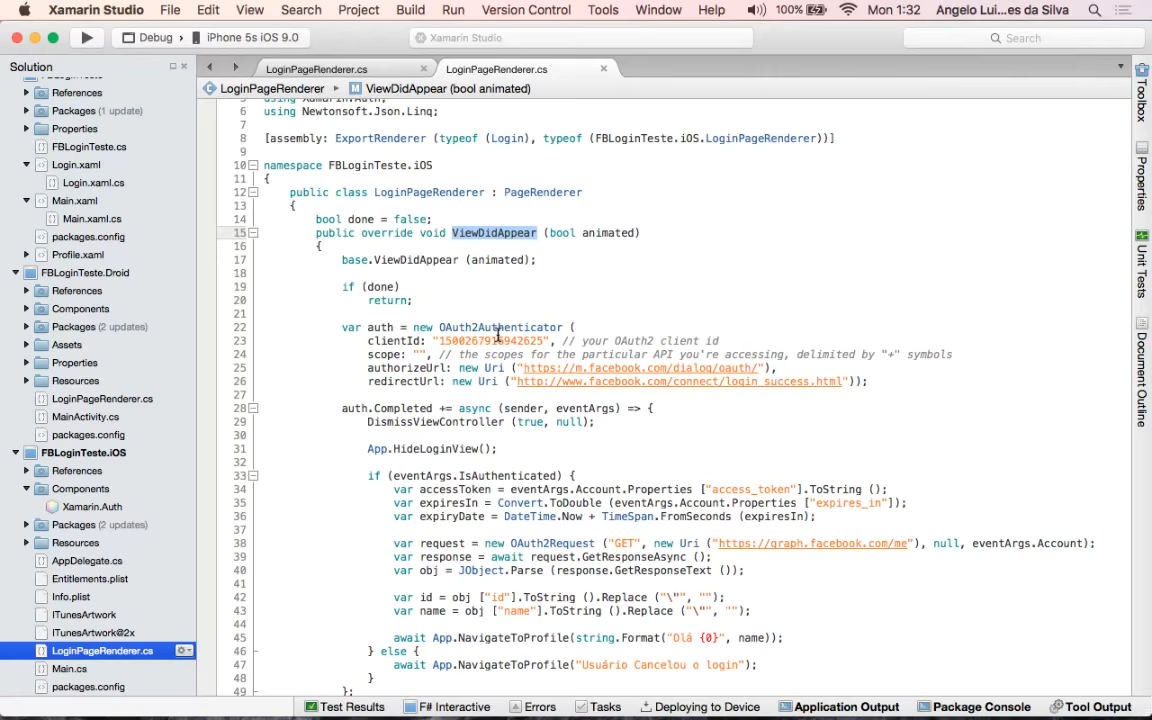 Xamarin Studio File Edit View Search Project Build Run Version Control Tools Window Help 100% Mon 1:32 Angelo Lui...es da Silva
Debug › iPhone 5s iOS 9.0 Xamarin Studio Search
Solution
References
Packages (1 update)
Properties
FBLoginTeste.cs
Login.xaml
Login.xaml.cs
Main.xaml
Main.xaml.cs
packages.config
Profile.xaml
FBLoginTeste.Droid
References
Components
Packages (2 updates)
Assets
Properties
Resources
LoginPageRenderer.cs
MainActivity.cs
packages.config
FBLoginTeste.iOS
References
Components
Xamarin.Auth
Packages (2 updates)
Resources
AppDelegate.cs
Entitlements.plist
Info.plist
ITunesArtwork
ITunesArtwork@2x
LoginPageRenderer.cs
Main.cs
packages.config
LoginPageRenderer.cs LoginPageRenderer.cs
LoginPageRenderer ViewDidAppear (bool animated)
using Xamarin.Auth;
6 using Newtonsoft.Json.Linq;
7
8 [assembly: ExportRenderer (typeof (Login), typeof (FBLoginTeste.iOS.LoginPageRenderer))]
9
10 namespace FBLoginTeste.iOS
11 {
12 public class LoginPageRenderer : PageRenderer
13 {
14 bool done = false;
15 public override void ViewDidAppear (bool animated)
16 {
17 base.ViewDidAppear (animated);
18
19 if (done)
20 return;
21
22 var auth = new OAuth2Authenticator (
23 clientId: "1500267916942625", // your OAuth2 client id
24 scope: "", // the scopes for the particular API you're accessing, delimited by "+" symbols
25 authorizeUrl: new Uri ("https://m.facebook.com/dialog/oauth/"),
26 redirectUrl: new Uri ("http://www.facebook.com/connect/login_success.html"));
27
28 auth.Completed += async (sender, eventArgs) => {
29 DismissViewController (true, null);
30
31 App.HideLoginView();
32
33 if (eventArgs.IsAuthenticated) {
34 var accessToken = eventArgs.Account.Properties ["access_token"].ToString ();
35 var expiresIn = Convert.ToDouble (eventArgs.Account.Properties ["expires_in"]);
36 var expiryDate = DateTime.Now + TimeSpan.FromSeconds (expiresIn);
37
38 var request = new OAuth2Request ("GET", new Uri ("https://graph.facebook.com/me"), null, eventArgs.Account);
39 var response = await request.GetResponseAsync ();
40 var obj = JObject.Parse (response.GetResponseText ());
41
42 var id = obj ["id"].ToString ().Replace ("\"", "");
43 var name = obj ["name"].ToString ().Replace ("\"", "");
44
45 await App.NavigateToProfile(string.Format("Olá {0}", name));
46 } else {
47 await App.NavigateToProfile("Usuário Cancelou o login");
48 }
49 };
Toolbox
Properties
Unit Tests
Document Outline
Test Results F# Interactive Errors Tasks Deploying to Device Application Output Package Console Tool Output